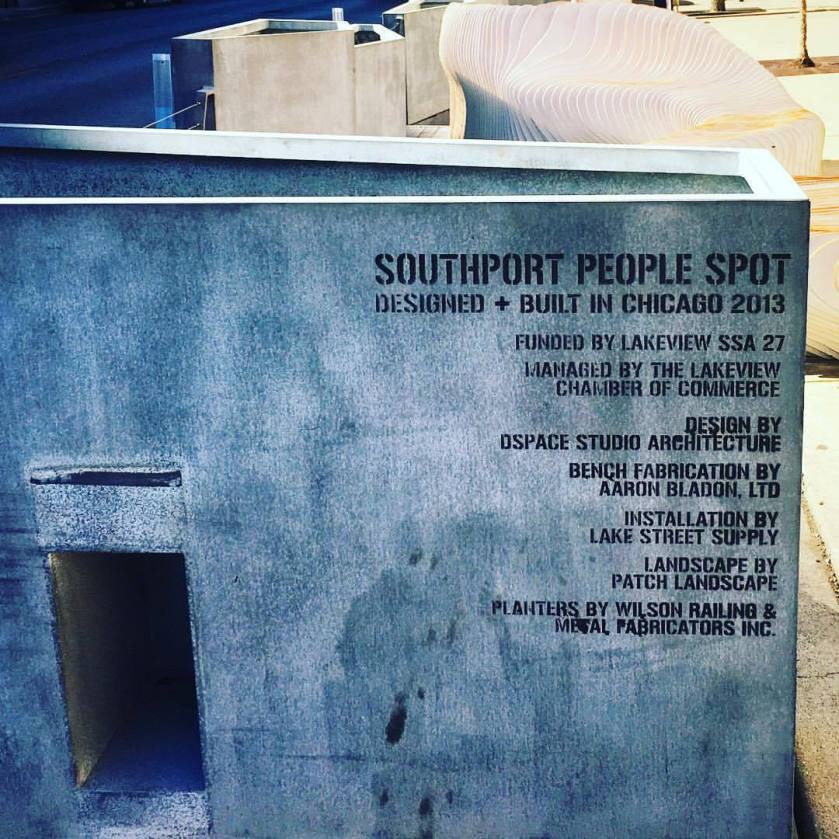 SOUTHPORT PEOPLE SPOT
DESIGNED + BUILT IN CHICAGO 2013
FUNDED BY LAKEVIEW SSA 27
MANAGED BY THE LAKEVIEW
CHAMBER OF COMMERCE
DESIGN BY
DSPACE STUDIO ARCHITECTURE
BENCH FABRICATION BY
AARON BLADON, LTD
INSTALLATION BY
LAKE STREET SUPPLY
LANDSCAPE BY
PATCH LANDSCAPE
PLANTERS BY WILSON RAILING &
METAL FABRICATORS INC.